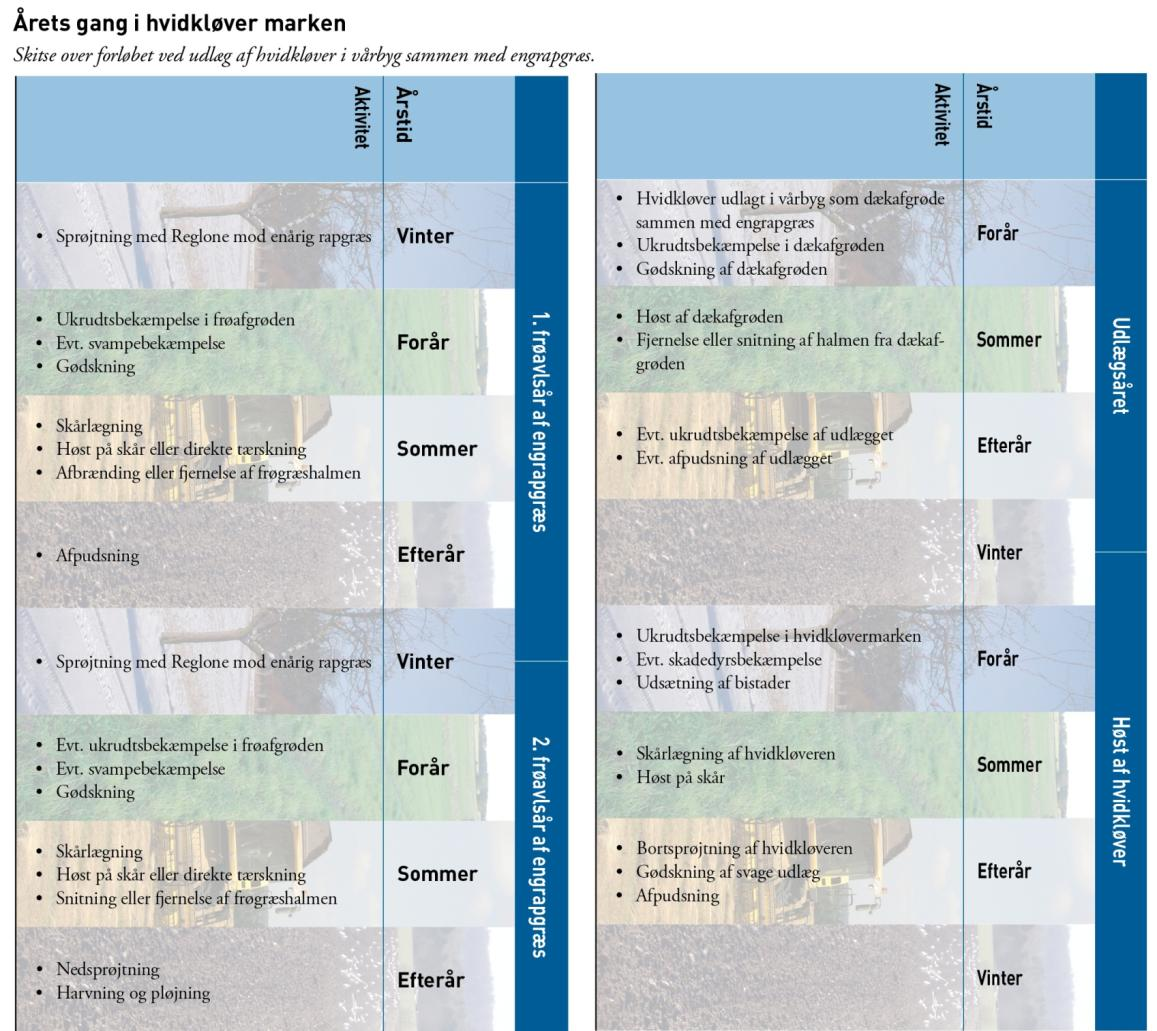 Årets gang i hvidkløver marken
Skitse over forløbet ved udlæg af hvidkløver i vårbyg sammen med engrapgræs.
Aktivitet
Årstid
• Sprøjtning med Reglone mod enårig rapgræs
Vinter
• Ukrudtsbekæmpelse i frøafgrøden
• Evt. svampebekæmpelse
• Gødskning
Forår
• Skårlægning
• Høst på skår eller direkte tærskning
• Afbrænding eller fjernelse af frøgræshalmen
Sommer
• Afpudsning
Efterår
1. frøavlsår af engrapgræs
• Sprøjtning med Reglone mod enårig rapgræs
Vinter
• Evt. ukrudtsbekæmpelse i frøafgrøden
• Evt. svampebekæmpelse
• Gødskning
Forår
• Skårlægning
• Høst på skår eller direkte tærskning
• Snitning eller fjernelse af frøgræshalmen
Sommer
• Nedsprøjtning
• Harvning og pløjning
Efterår
2. frøavlsår af engrapgræs
Aktivitet
Årstid
• Hvidkløver udlagt i vårbyg som dækafgrøde
sammen med engrapgræs
• Ukrudtsbekæmpelse i dækafgrøden
• Gødskning af dækafgrøden
Forår
• Høst af dækafgrøden
• Fjernelse eller snitning af halmen fra dækaf-
grøden
Sommer
• Evt. ukrudtsbekæmpelse af udlægget
• Evt. afpudsning af udlægget
Efterår
Vinter
Udlægsåret
• Ukrudtsbekæmpelse i hvidkløvermarken
• Evt. skadedyrsbekæmpelse
• Udsætning af bistader
Forår
• Skårlægning af hvidkløveren
• Høst på skår
Sommer
• Bortsprøjtning af hvidkløveren
• Gødskning af svage udlæg
• Afpudsning
Efterår
Vinter
Høst af hvidkløver